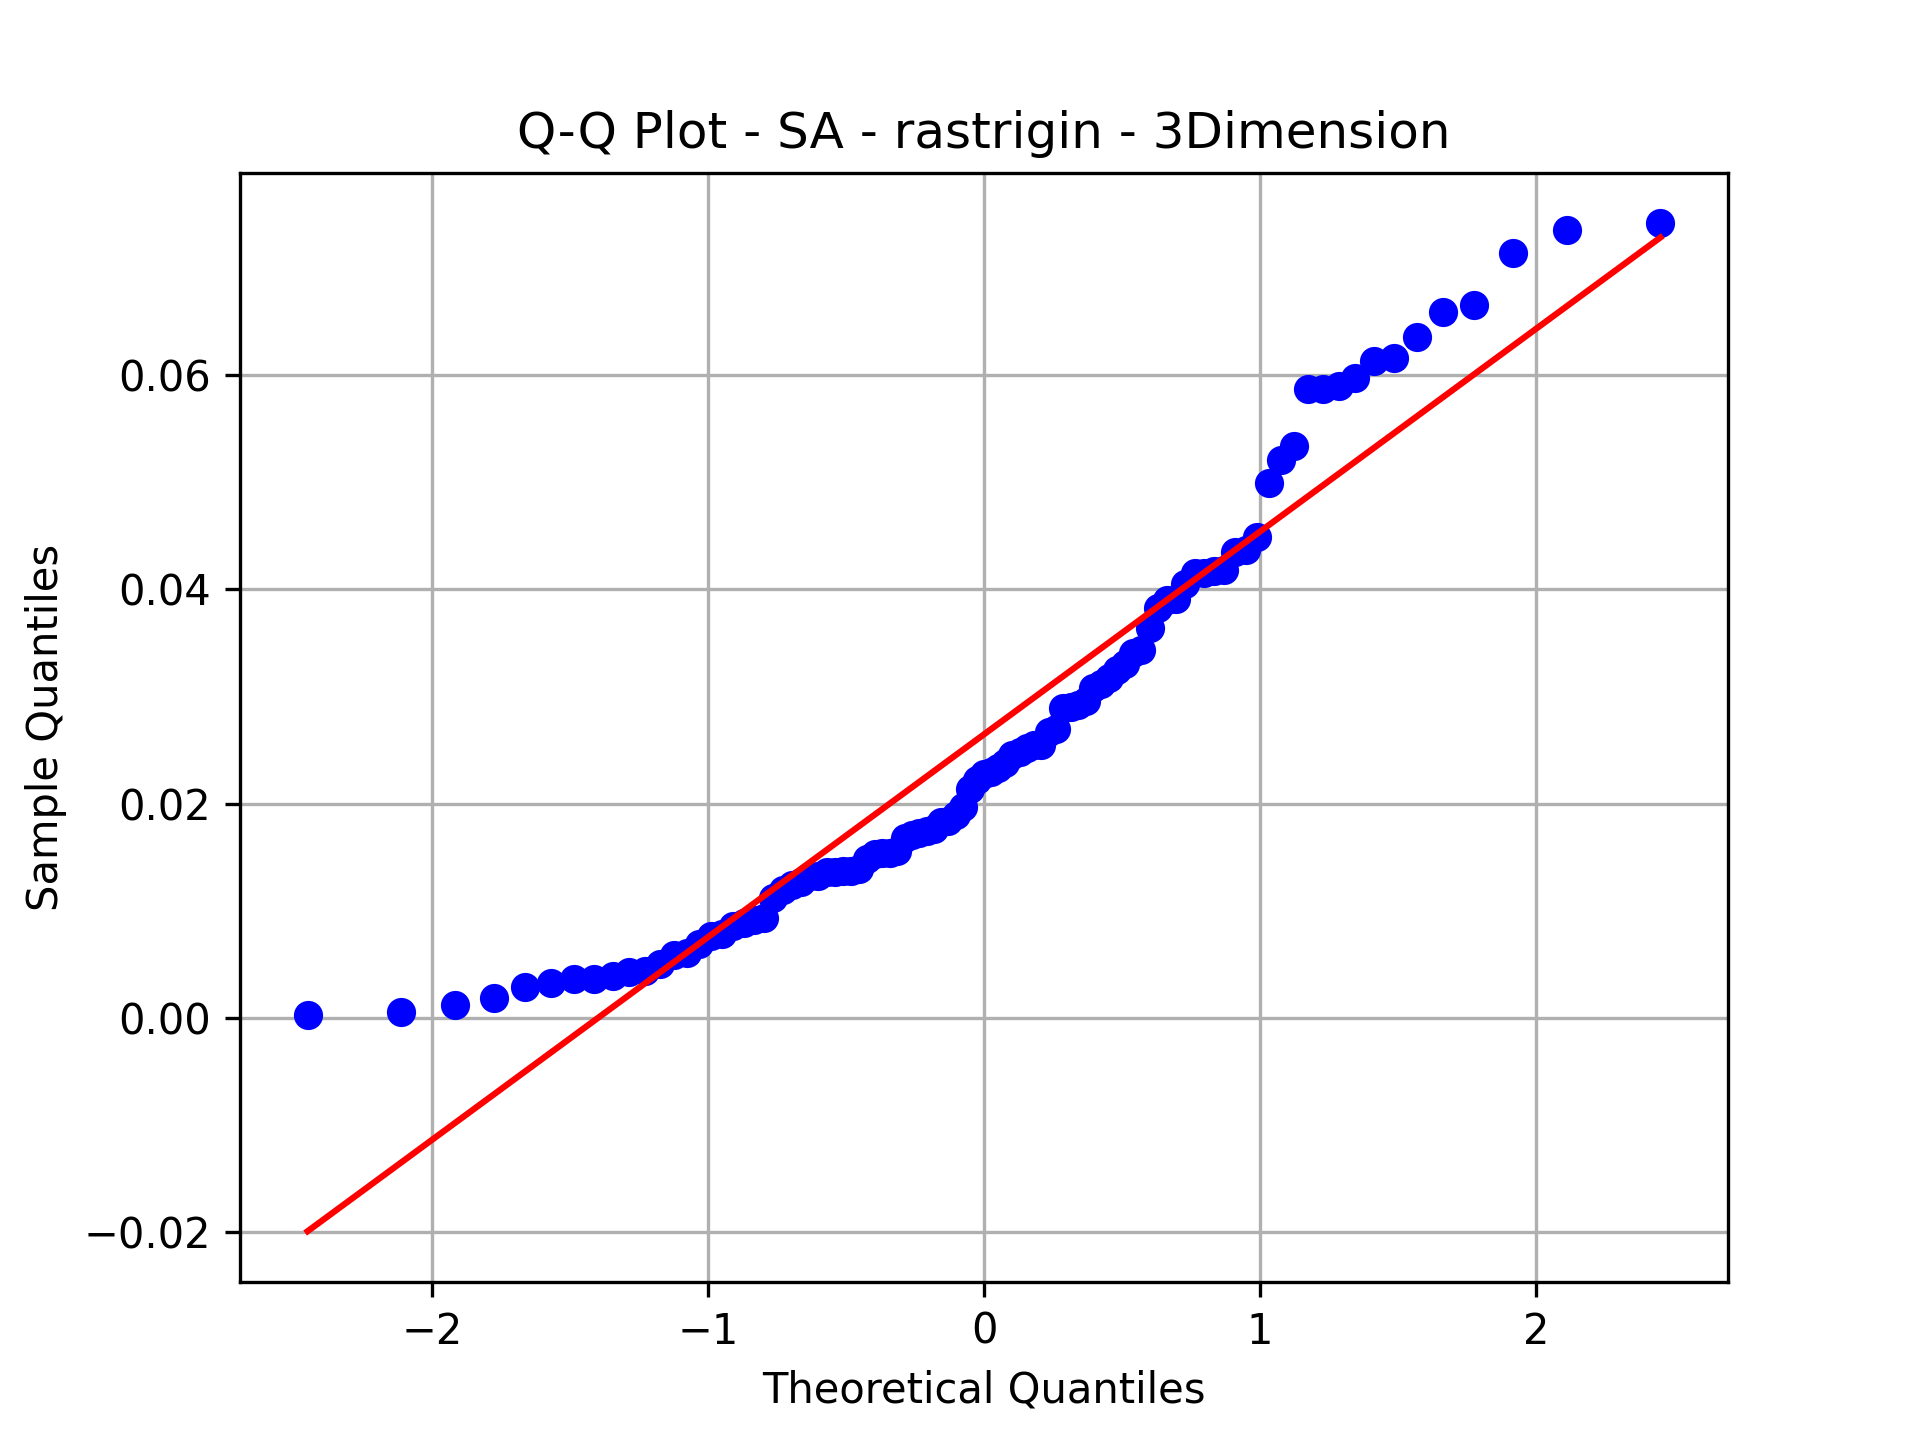 Q-Q Plot - SA - rastrigin - 3Dimension
Sample Quantiles
0.06
0.04
0.02
0.00
−0.02
−2 −1 0 1 2
Theoretical Quantiles